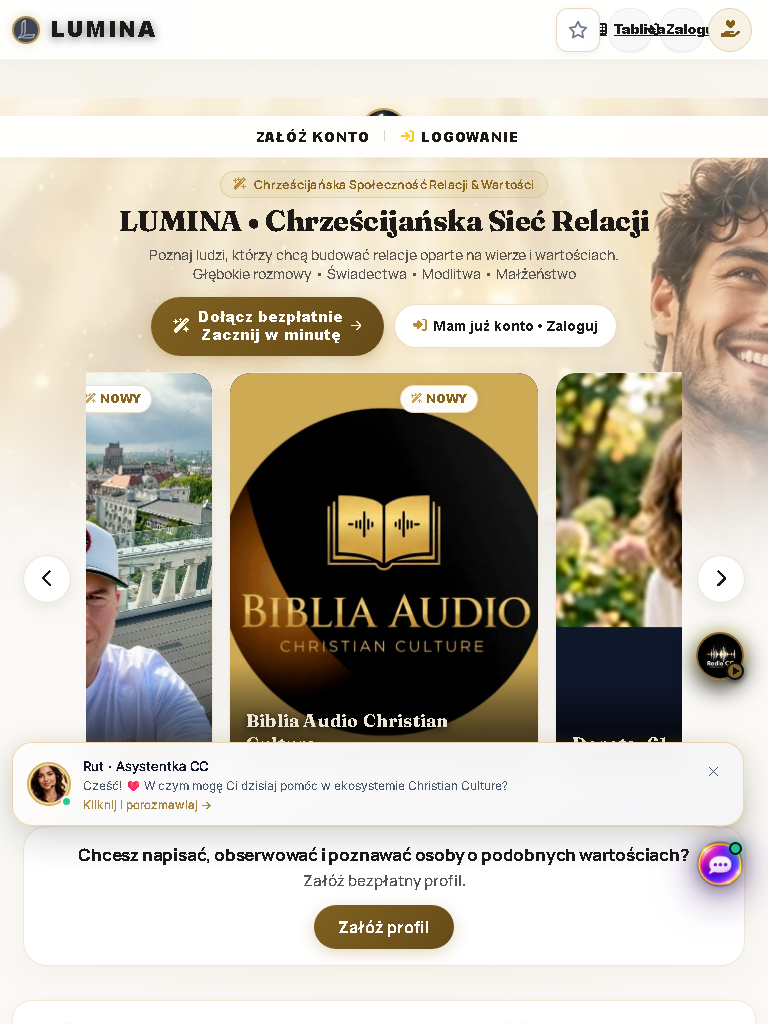 LUMINA
Tablica
Zaloguj
ZAŁÓŻ KONTO
LOGOWANIE
Chrześcijańska Społeczność Relacji & Wartości
LUMINA • Chrześcijańska Sieć Relacji
Poznaj ludzi, którzy chcą budować relacje oparte na wierze i wartościach.
Głębokie rozmowy • Świadectwa • Modlitwa • Małżeństwo
Dołącz bezpłatnie
Zacznij w minutę →
Mam już konto • Zaloguj
NOWY
NOWY
BIBLIA AUDIO
CHRISTIAN CULTURE
Biblia Audio Christian
Culture
Radio CC
Rut · Asystentka CC
Cześć! ❤️ W czym mogę Ci dzisiaj pomóc w ekosystemie Christian Culture?
Kliknij i porozmawiaj →
Chcesz napisać, obserwować i poznawać osoby o podobnych wartościach?
Załóż bezpłatny profil.
Załóż profil